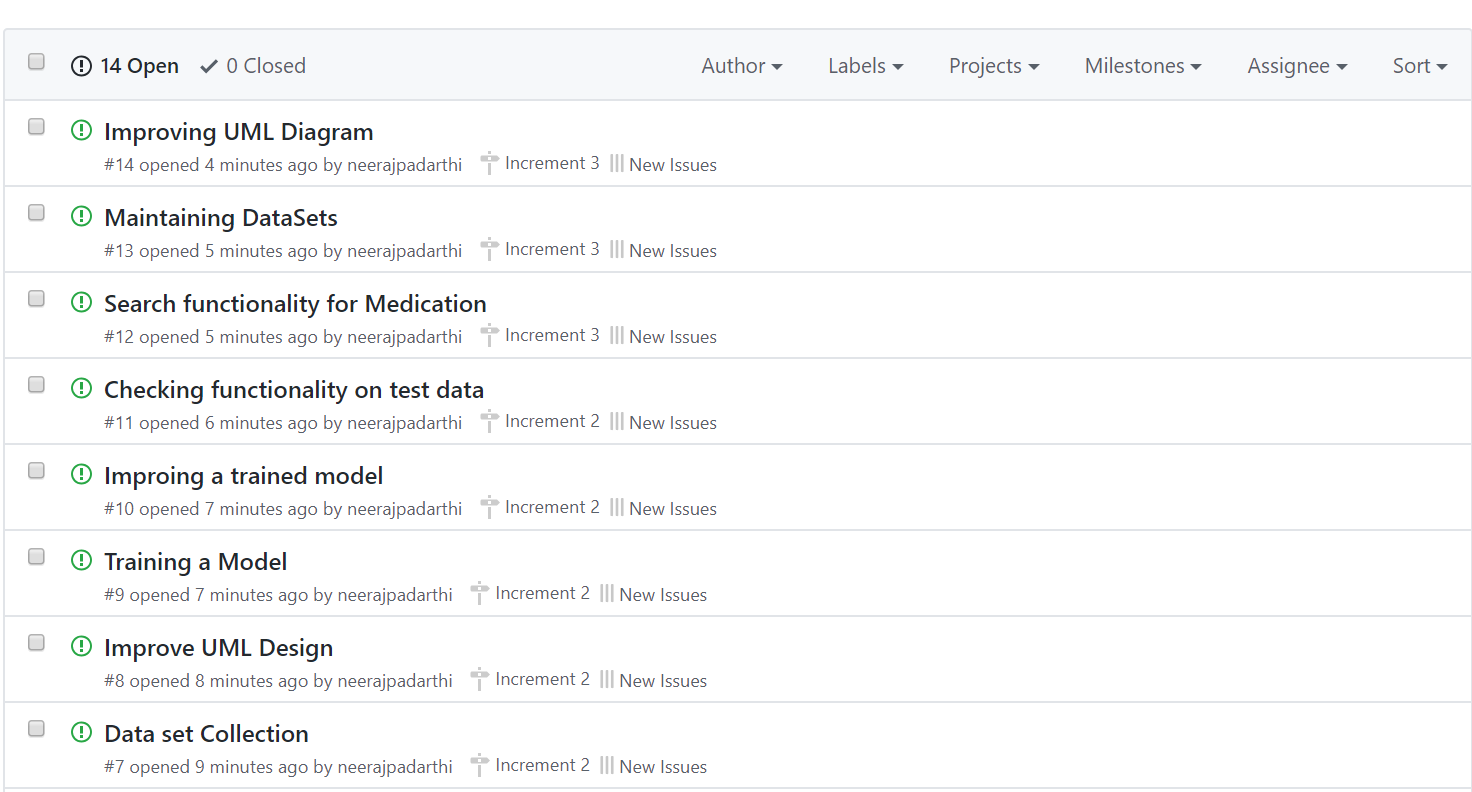 14 Open 0 Closed Author Labels Projects Milestones Assignee Sort
Improving UML Diagram
#14 opened 4 minutes ago by neerajpadarthi Increment 3 New Issues
Maintaining DataSets
#13 opened 5 minutes ago by neerajpadarthi Increment 3 New Issues
Search functionality for Medication
#12 opened 5 minutes ago by neerajpadarthi Increment 3 New Issues
Checking functionality on test data
#11 opened 6 minutes ago by neerajpadarthi Increment 2 New Issues
Improing a trained model
#10 opened 7 minutes ago by neerajpadarthi Increment 2 New Issues
Training a Model
#9 opened 7 minutes ago by neerajpadarthi Increment 2 New Issues
Improve UML Design
#8 opened 8 minutes ago by neerajpadarthi Increment 2 New Issues
Data set Collection
#7 opened 9 minutes ago by neerajpadarthi Increment 2 New Issues